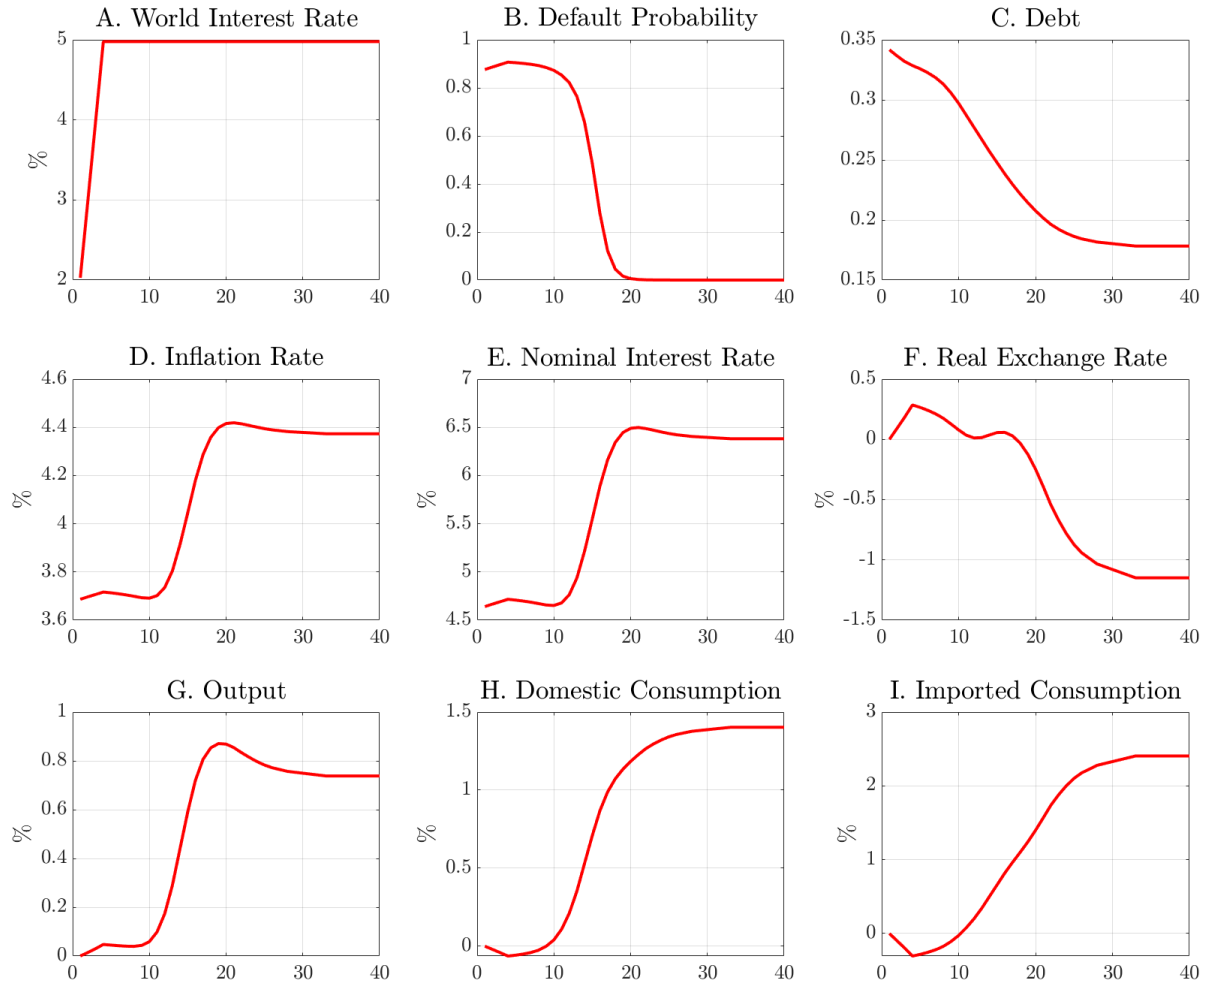 A. World Interest Rate
5
4
3
2
%
0 10 20 30 40
B. Default Probability
1
0.8
0.6
0.4
0.2
0
0 10 20 30 40
C. Debt
0.35
0.3
0.25
0.2
0.15
0 10 20 30 40
D. Inflation Rate
4.6
4.4
4.2
4
3.8
3.6
%
0 10 20 30 40
E. Nominal Interest Rate
7
6.5
6
5.5
5
4.5
%
0 10 20 30 40
F. Real Exchange Rate
0.5
0
-0.5
-1
-1.5
%
0 10 20 30 40
G. Output
1
0.8
0.6
0.4
0.2
0
%
0 10 20 30 40
H. Domestic Consumption
1.5
1
0.5
0
%
0 10 20 30 40
I. Imported Consumption
3
2
1
0
%
0 10 20 30 40